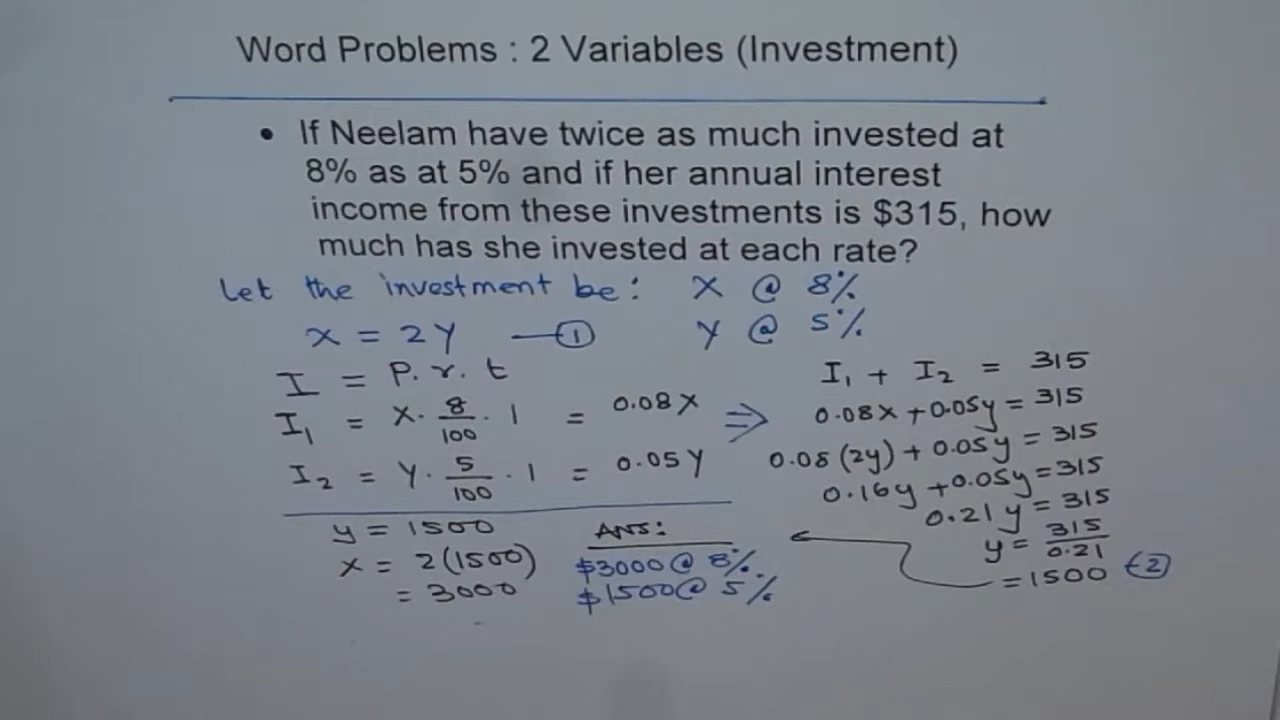 Word Problems : 2 Variables (Investment)
• If Neelam have twice as much invested at
8% as at 5% and if her annual interest
income from these investments is $315, how
much has she invested at each rate?
Let the investment be: X @ 8%
Y @ 5%
x = 2Y —①
I = P. r. t
I₁ = X. 8/100 . 1 = 0.08X ⇒
I₂ = Y. 5/100 . 1 = 0.05Y
I₁ + I₂ = 315
0.08x + 0.05y = 315
0.08 (2y) + 0.05y = 315
0.16y + 0.05y = 315
0.21 y = 315
y = 315/0.21
= 1500 ②
y = 1500
x = 2(1500)
= 3000
ANS:
$3000 @ 8%
$1500 @ 5%